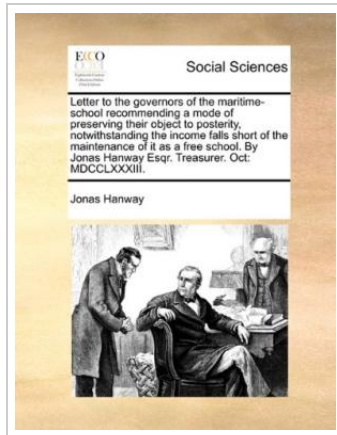 ECCO
Social Sciences
Letter to the governors of the maritime-
school recommending a mode of
preserving their object to posterity,
notwithstanding the income falls short of the
maintenance of it as a free school. By
Jonas Hanway Esqr. Treasurer. Oct:
MDCCLXXXIII.
Jonas Hanway